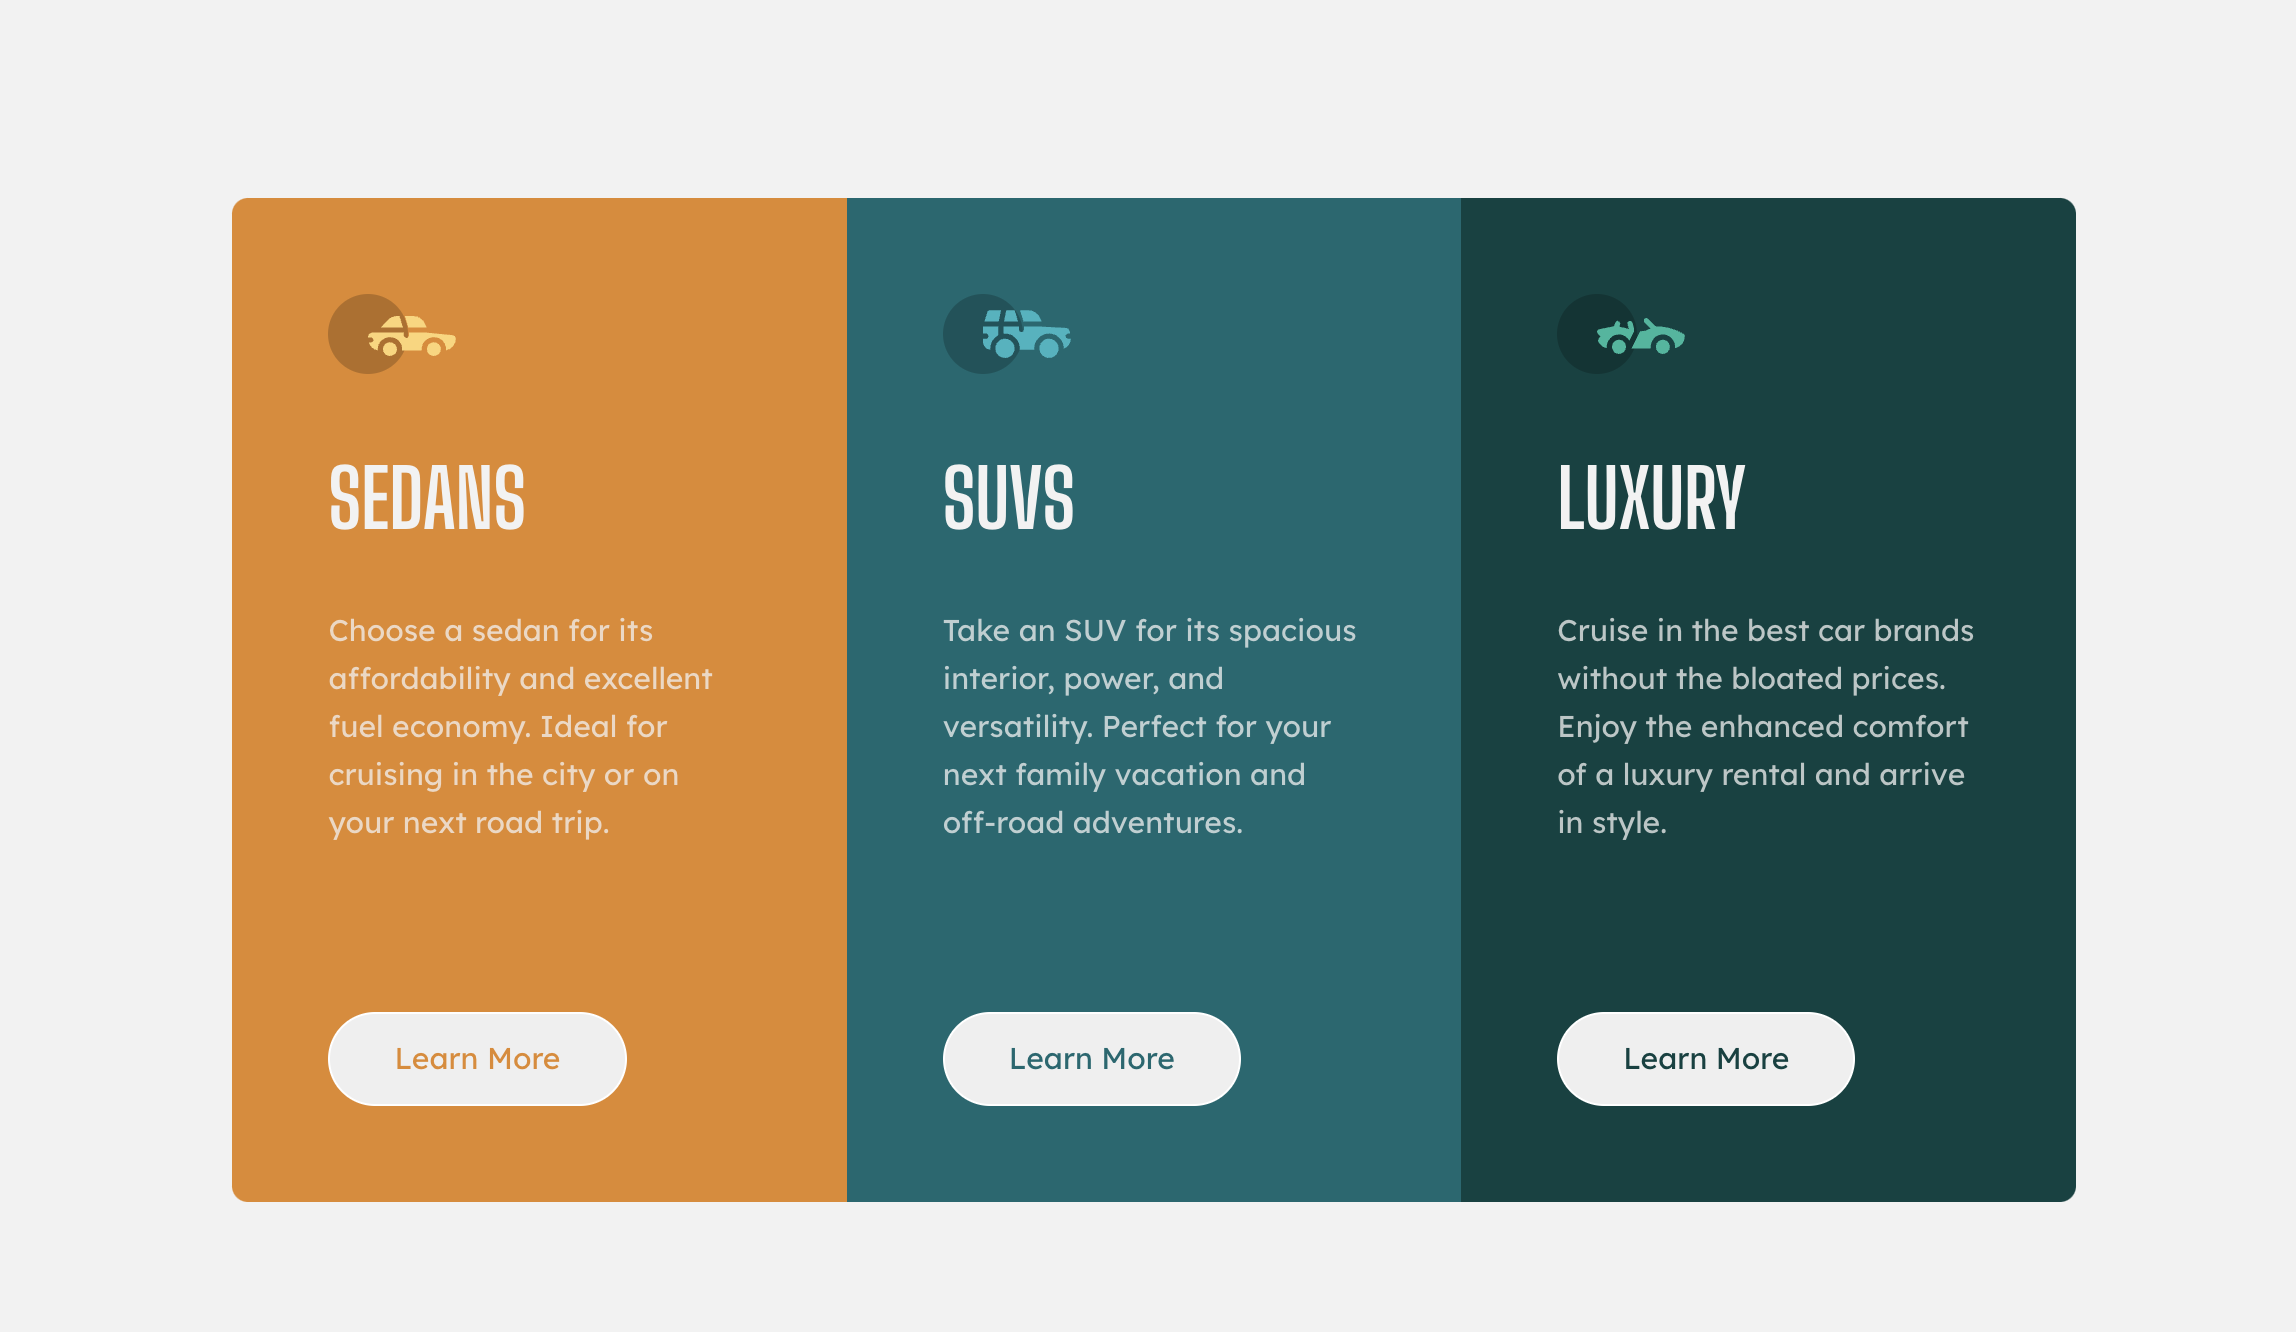 SEDANS
Choose a sedan for its
affordability and excellent
fuel economy. Ideal for
cruising in the city or on
your next road trip.
Learn More
SUVS
Take an SUV for its spacious
interior, power, and
versatility. Perfect for your
next family vacation and
off-road adventures.
Learn More
LUXURY
Cruise in the best car brands
without the bloated prices.
Enjoy the enhanced comfort
of a luxury rental and arrive
in style.
Learn More